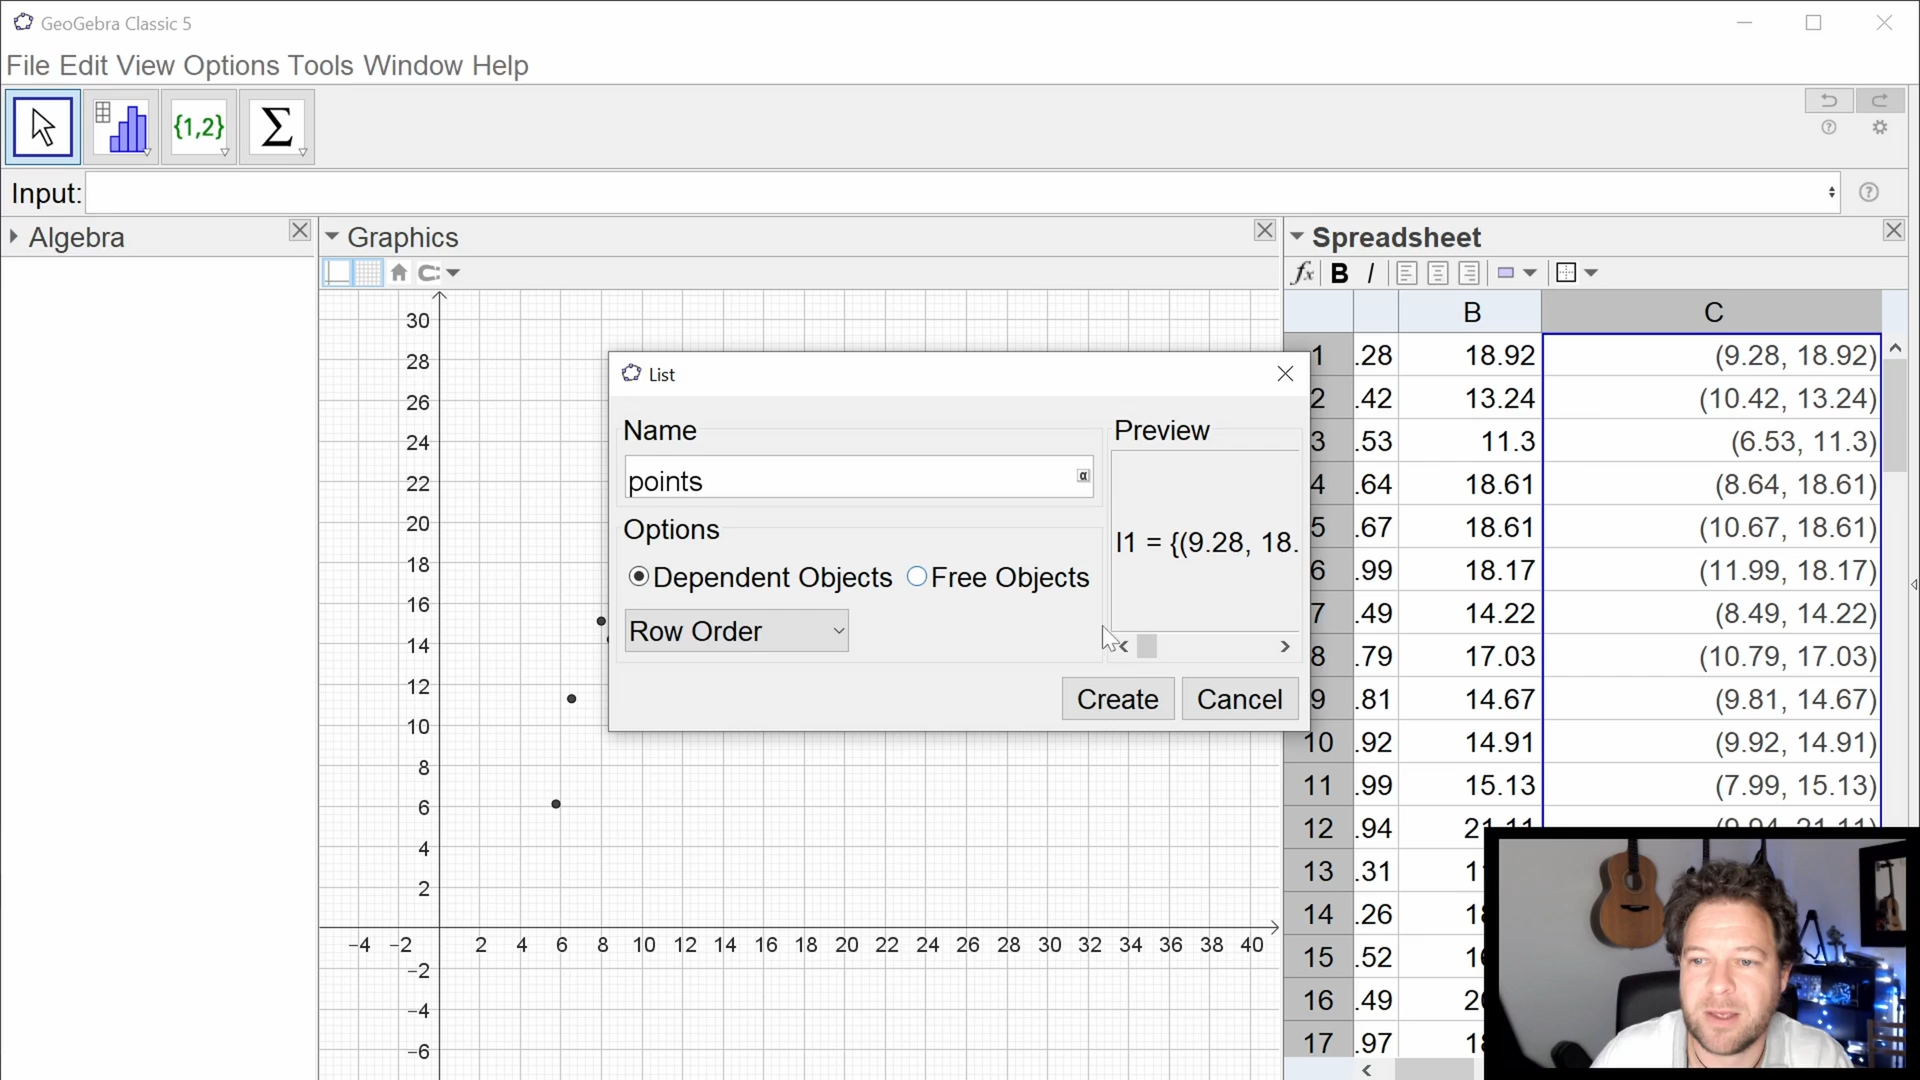 GeoGebra Classic 5
File Edit View Options Tools Window Help
{1,2} Σ
Input:
Algebra
Graphics
Spreadsheet
fx B I
B C
1 .28 18.92 (9.28, 18.92)
2 .42 13.24 (10.42, 13.24)
3 .53 11.3 (6.53, 11.3)
4 .64 18.61 (8.64, 18.61)
5 .67 18.61 (10.67, 18.61)
6 .99 18.17 (11.99, 18.17)
7 .49 14.22 (8.49, 14.22)
8 .79 17.03 (10.79, 17.03)
9 .81 14.67 (9.81, 14.67)
10 .92 14.91 (9.92, 14.91)
11 .99 15.13 (7.99, 15.13)
12 .94 21.11 (9.94, 21.11)
13 .31
14 .26
15 .52
16 .49
17 .97
List
Name
points
α
Options
Dependent Objects Free Objects
Row Order
Preview
l1 = {(9.28, 18.
Create Cancel
30
28
26
24
22
20
18
16
14
12
10
8
6
4
2
−4 −2 2 4 6 8 10 12 14 16 18 20 22 24 26 28 30 32 34 36 38 40
−2
−4
−6